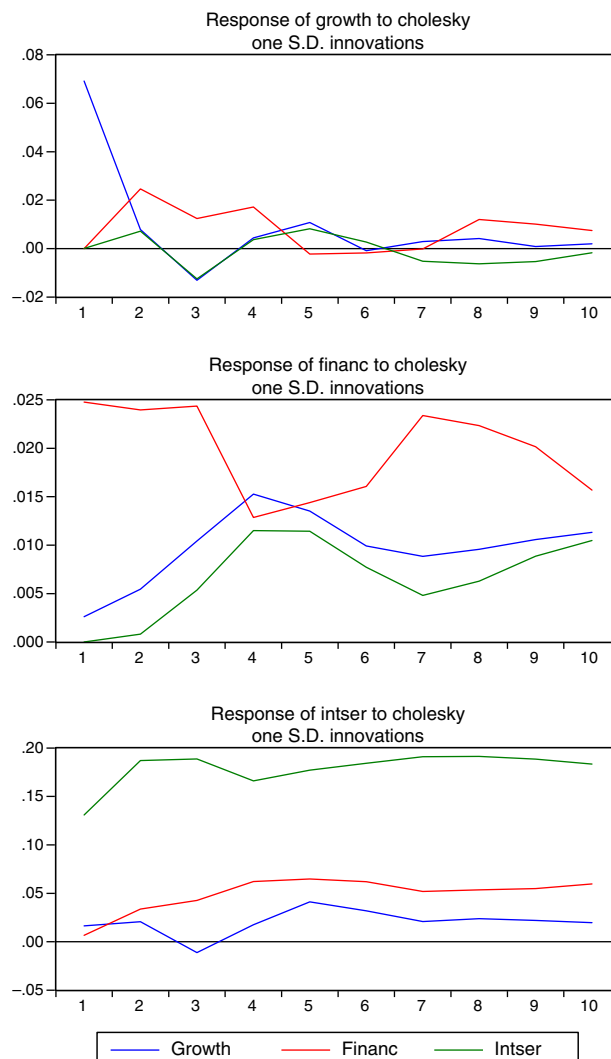 Response of growth to cholesky
one S.D. innovations
.08
.06
.04
.02
.00
–.02
1 2 3 4 5 6 7 8 9 10
Response of financ to cholesky
one S.D. innovations
.025
.020
.015
.010
.005
.000
1 2 3 4 5 6 7 8 9 10
Response of intser to cholesky
one S.D. innovations
.20
.15
.10
.05
.00
–.05
1 2 3 4 5 6 7 8 9 10
Growth Financ Intser